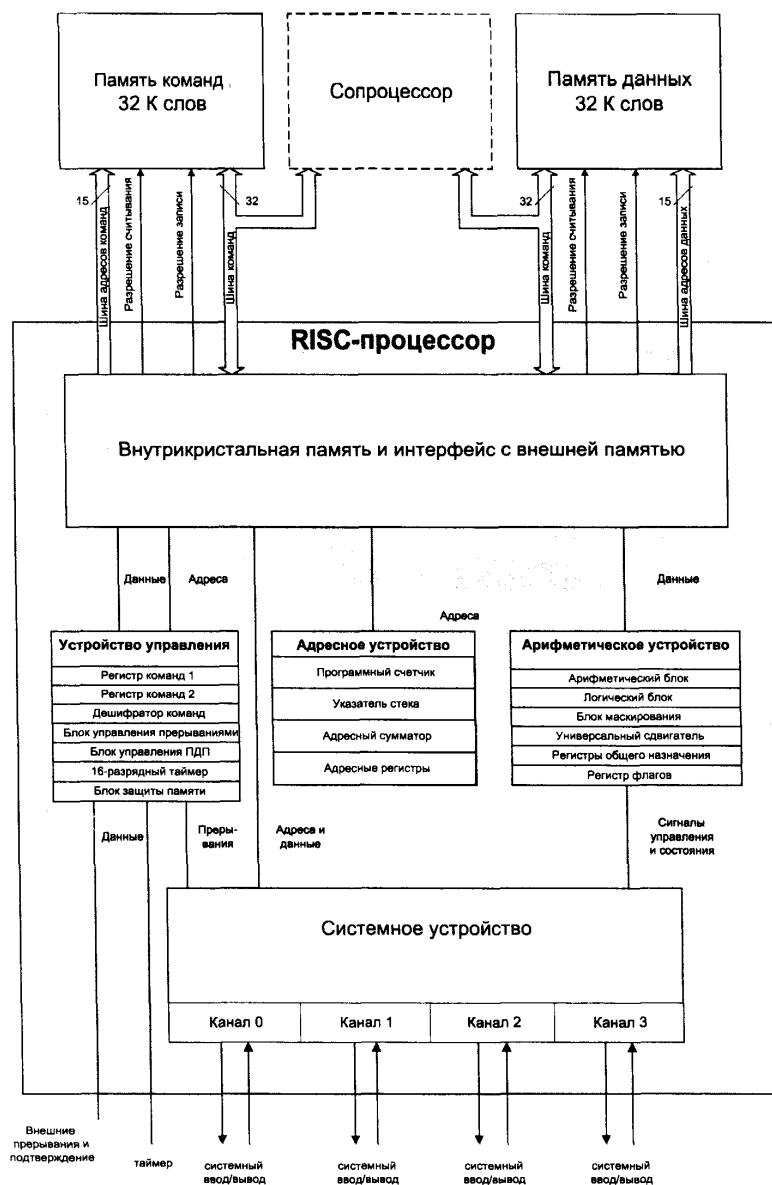 Память команд
32 К слов
Сопроцессор
Память данных
32 К слов
15
32
32
15
Шина адресов команд
Разрешение считывания
Разрешение записи
Шина команд
Шина команд
Разрешение считывания
Разрешение записи
Шина адресов данных
RISC-процессор
Внутрикристальная память и интерфейс с внешней памятью
Данные
Адреса
Адреса
Данные
Устройство управления
Регистр команд 1
Регистр команд 2
Дешифратор команд
Блок управления прерываниями
Блок управления ПДП
16-разрядный таймер
Блок защиты памяти
Адресное устройство
Программный счетчик
Указатель стека
Адресный сумматор
Адресные регистры
Арифметическое устройство
Арифметический блок
Логический блок
Блок маскирования
Универсальный сдвигатель
Регистры общего назначения
Регистр флагов
Данные
Преры-
вания
Адреса и
данные
Сигналы
управления
и состояния
Системное устройство
Канал 0
Канал 1
Канал 2
Канал 3
Внешние
прерывания и
подтверждение
таймер
системный
ввод/вывод
системный
ввод/вывод
системный
ввод/вывод
системный
ввод/вывод